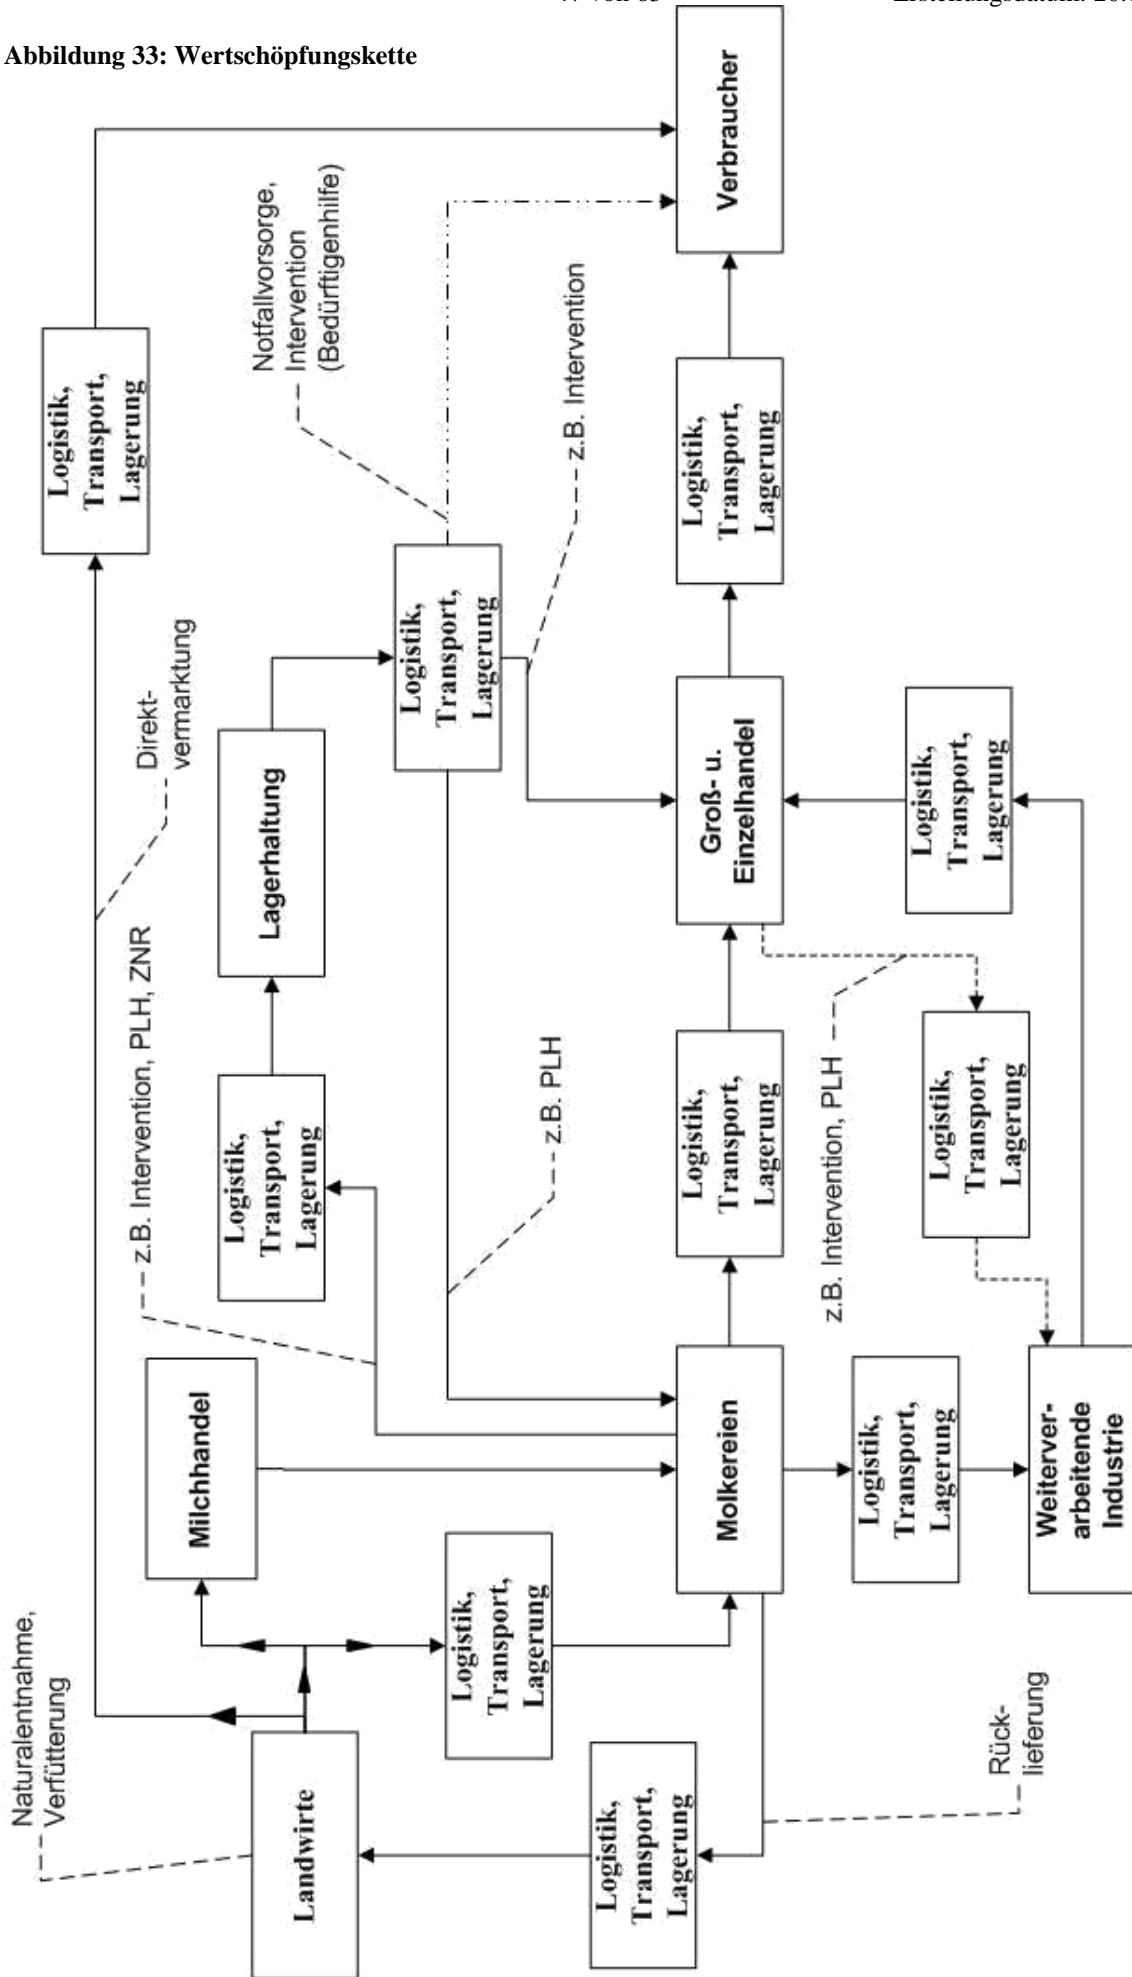 Abbildung 33: Wertschöpfungskette
Naturalentnahme,
Verfütterung
Landwirte
Logistik,
Transport,
Lagerung
Rück-
lieferung
Milchhandel
Logistik,
Transport,
Lagerung
Molkereien
Logistik,
Transport,
Lagerung
Weiterver-
arbeitende
Industrie
z.B. Intervention, PLH, ZNR
Logistik,
Transport,
Lagerung
z.B. PLH
Logistik,
Transport,
Lagerung
z.B. Intervention, PLH
Logistik,
Transport,
Lagerung
Direkt-
vermarktung
Lagerhaltung
Logistik,
Transport,
Lagerung
Groß- u.
Einzelhandel
Logistik,
Transport,
Lagerung
Logistik,
Transport,
Lagerung
Notfallvorsorge,
Intervention
(Bedürftigenhilfe)
z.B. Intervention
Logistik,
Transport,
Lagerung
Verbraucher